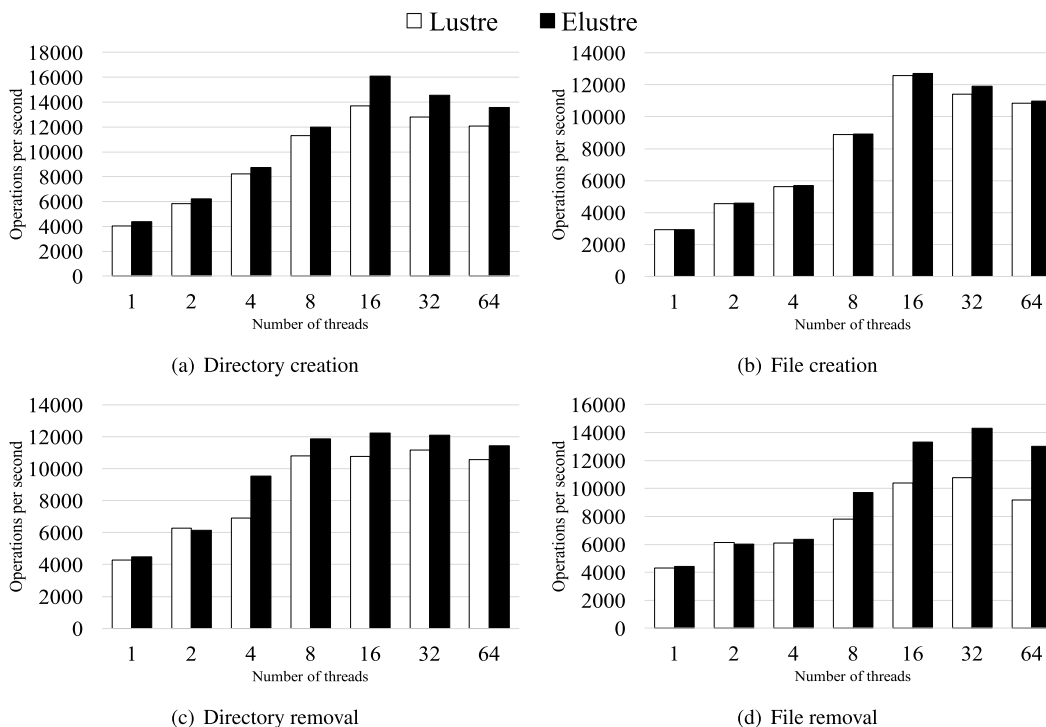 Lustre Elustre
18000
16000
14000
12000
10000
8000
6000
4000
2000
0
Operations per second
1 2 4 8 16 32 64
Number of threads
(a) Directory creation
14000
12000
10000
8000
6000
4000
2000
0
Operations per second
1 2 4 8 16 32 64
Number of threads
(b) File creation
14000
12000
10000
8000
6000
4000
2000
0
Operations per second
1 2 4 8 16 32 64
Number of threads
(c) Directory removal
16000
14000
12000
10000
8000
6000
4000
2000
0
Operations per second
1 2 4 8 16 32 64
Number of threads
(d) File removal